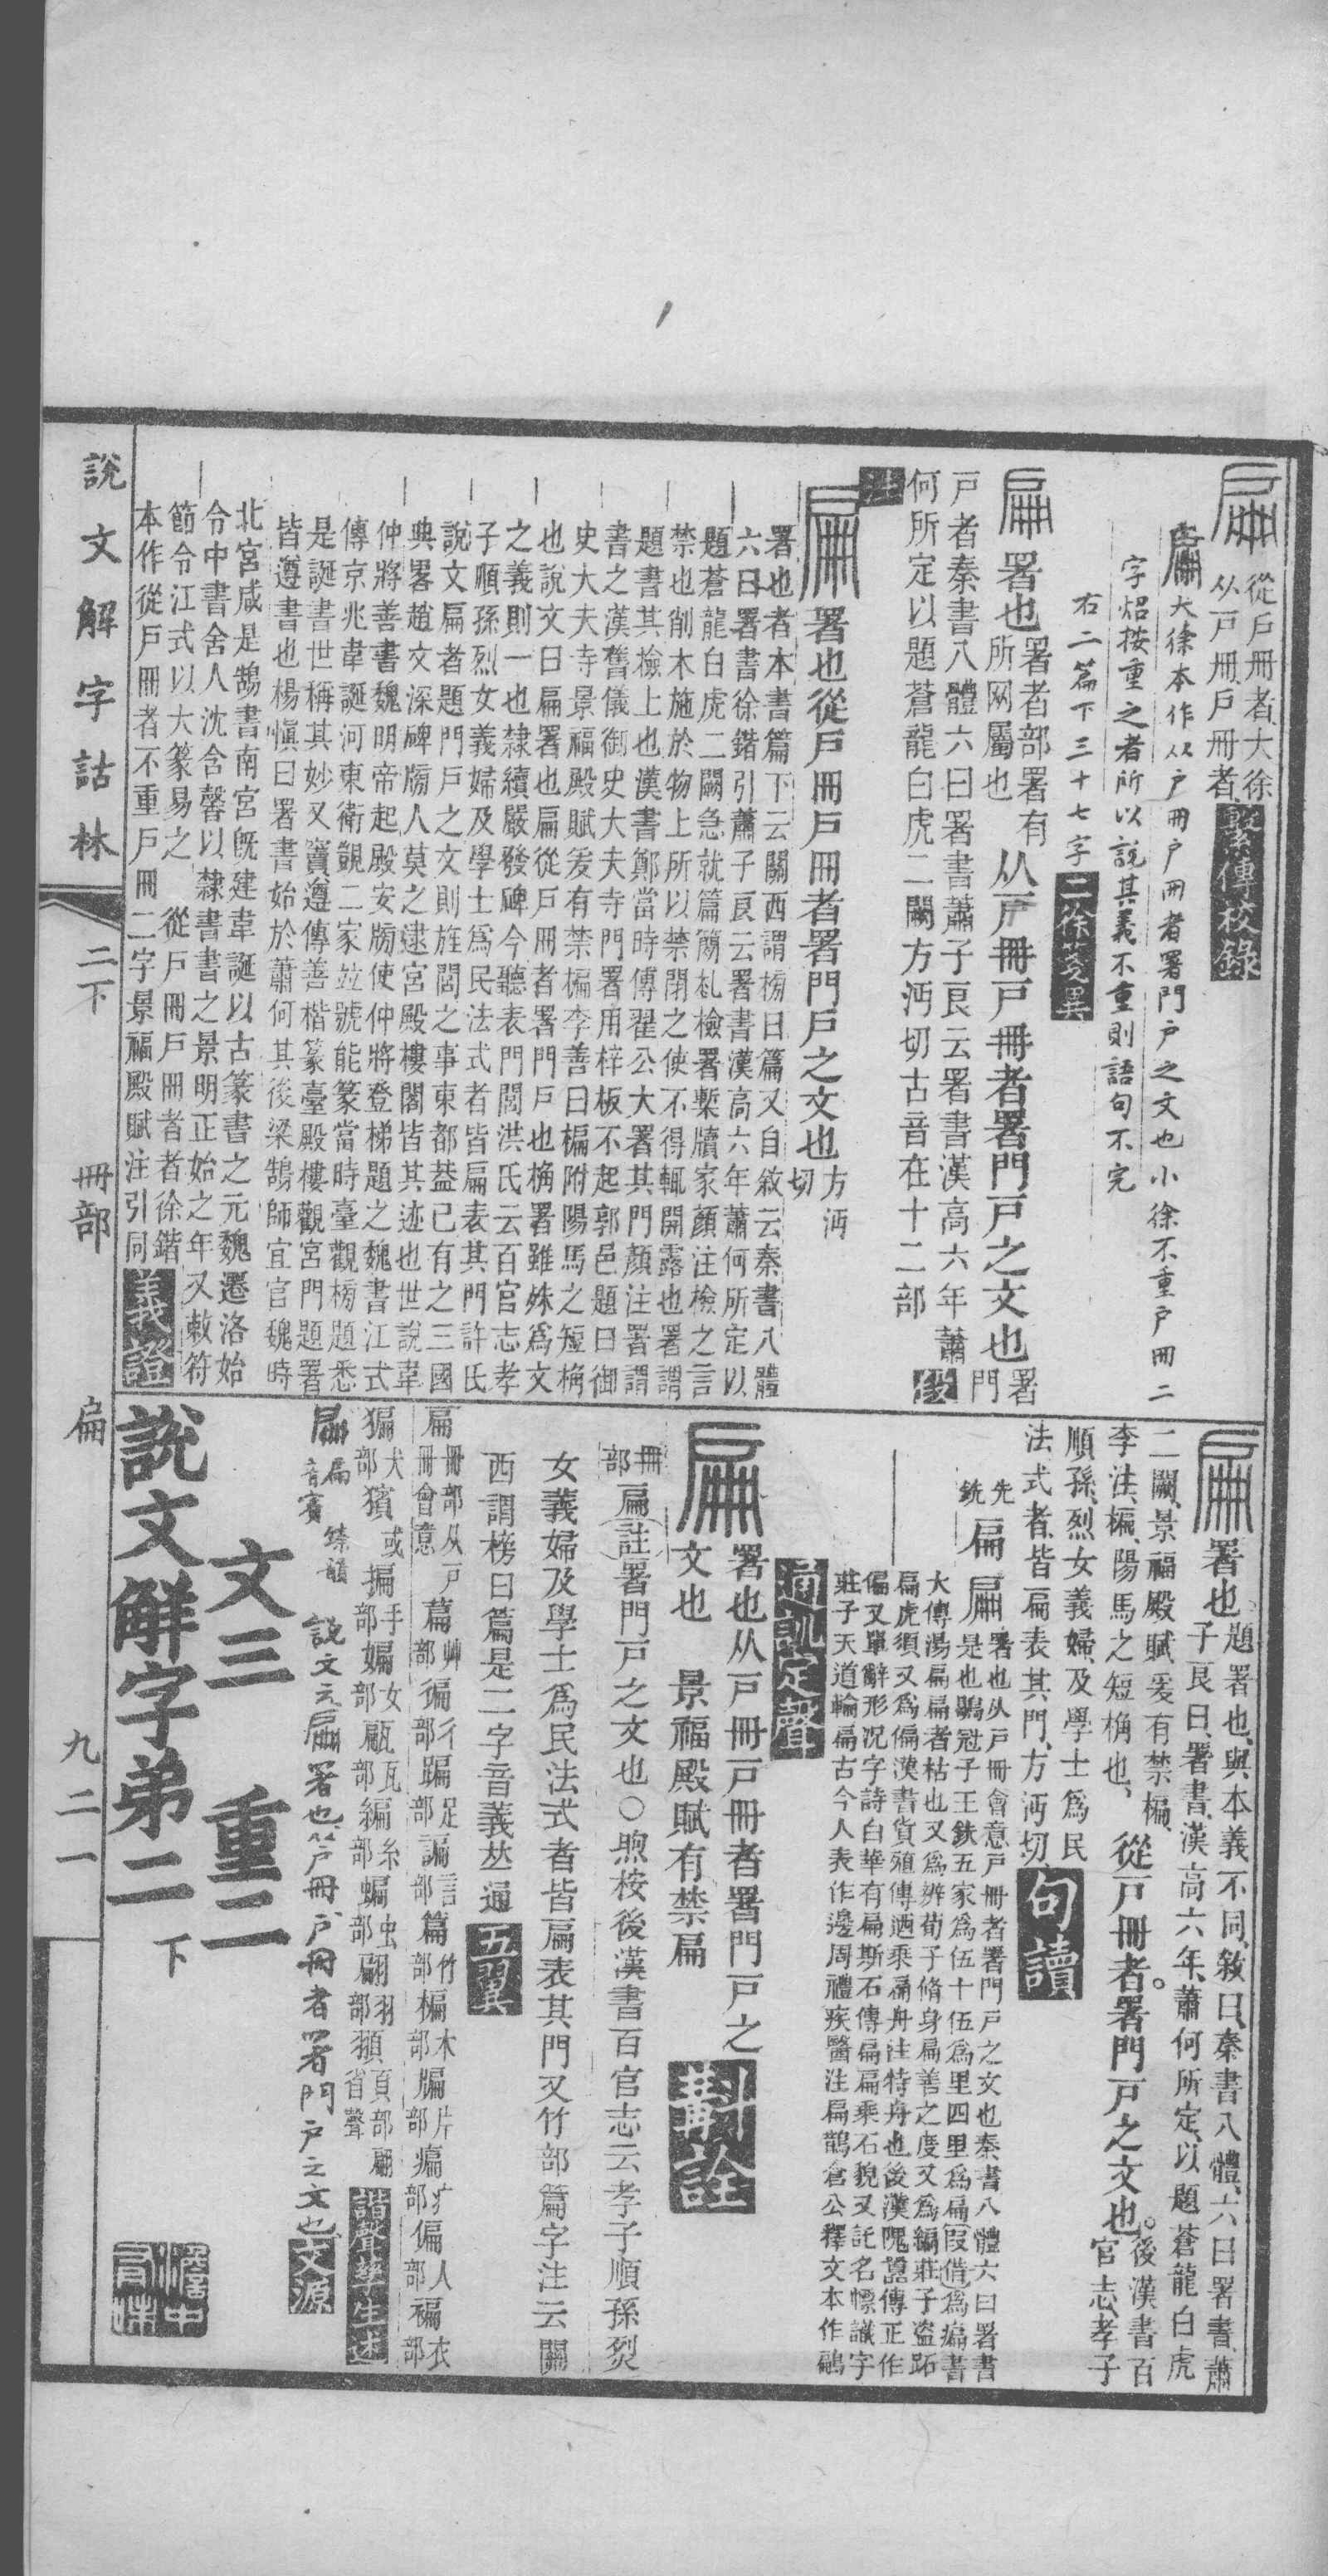 從戶冊者大徐
从戶冊戶冊者 繫傳校錄
扁 大徐本作从户冊户冊者署門户之文也小徐不重户冊二
字炤按重之者所以說其義不重則語句不完
右二篇下三十七字 二徐箋異
扁 署也署者部署有所网屬也从戸冊戸冊者署門戸之文也署門
戸者秦書八體六曰署書蕭子良云署書漢高六年蕭
何所定以題蒼龍白虎二闕方沔切古音在十二部 段
注
扁 署也從戶冊戶冊者署門戶之文也方沔切
署也者本書篇下云關西謂榜曰篇又自敘云秦書八體
六曰署書徐鍇引蕭子良云署書漢高六年蕭何所定以
題蒼龍白虎二闕急就篇簡札檢署槧牘家顏注檢之言
禁也削木施於物上所以禁閉之使不得輒開露也署謂
題書其檢上也漢書鄭當時傳翟公大署其門顏注署謂
書之漢舊儀御史大夫寺門署用梓板不起郭邑題曰御
史大夫寺景福殿賦爰有禁楄李善曰楄附陽馬之短桷
也說文曰扁署也扁從戶冊者署門戶也桷署雖殊爲文
之義則一也隸續嚴發碑今聽表門閭洪氏云百官志孝
子順孫烈女義婦及學士爲民法式者皆扁表其門許氏
說文扁者題門戶之文則旌閭之事東都葢已有之三國
典畧趙文深碑牓人莫之逮宮殿樓閣皆其迹也世說韋
仲將善書魏明帝起殿安牓使仲將登梯題之魏書江式
傳京兆韋誕河東衛覬二家竝號能篆當時臺觀榜題悉
是誕書世稱其妙又竇遵傳善楷篆臺殿樓觀宮門題署
皆遵書也楊愼曰署書始於蕭何其後梁鵠師宜官魏時
北宮咸是鵠書南宮旣建韋誕以古篆書之元魏遷洛始
令中書舍人沈含馨以隸書書之景明正始之年又敕符
節令江式以大篆易之　從戶冊戶冊者者徐鍇
本作從戶冊者不重戶冊二字景福殿賦注引同 義證
扁 署也題署也與本義不同敘曰秦書八體六曰署書蕭
子良曰署書漢高六年蕭何所定以題蒼龍白虎
二闕景福殿賦爰有禁楄
李注楄陽馬之短桷也從戸冊者署門戸之文也後漢書百官志孝子
順孫烈女義婦及學士爲民
法式者皆扁表其門方沔切 句讀
先銑 扁 扁 署也从戸冊會意戸冊者署門戸之文也秦書八體六曰署書
是也鶡冠子王鈇五家爲伍十伍爲里四里爲扁假借爲㾫書
大傳湯扁扁者枯也又爲辨荀子脩身扁善之度又爲編莊子盜跖
扁虎須又爲偏漢書貨殖傳迺乘扁舟注特舟也後漢隗囂傳正作
偏又單辭形况字詩白華有扁斯石傳扁扁乘石貌又託名幖識字
莊子天道輪扁古今人表作邊周禮疾醫注扁鵲倉公釋文本作鶣
通訓定聲
扁 署也从戸冊戸冊者署門戸之
文也　景福殿賦有禁扁 斠詮
冊部 扁註署門戸之文也○煦桉後漢書百官志云孝子順孫烈
女義婦及學士爲民法式者皆扁表其門又竹部篇字注云關
西謂榜曰篇是二字音義竝通 五翼
扁冊部从戸冊會意 萹艸部 徧彳部 蹁足部 諞言部 篇竹部 楄木部 牑片部 㾫疒部 偏人部 褊衣部
猵犬部 獱或 揙手部 媥女部 甂瓦部 編糸部 蝙虫部 翩羽部 頨頁部翩省聲 諧聲孳生述
扁 扁音賓 臻韻 說文云扁署也从戶冊戶冊者署門户之文也 文源
文三　重二
說文解字弟二下
說文解字詁林
二下
冊部
扁
九二一